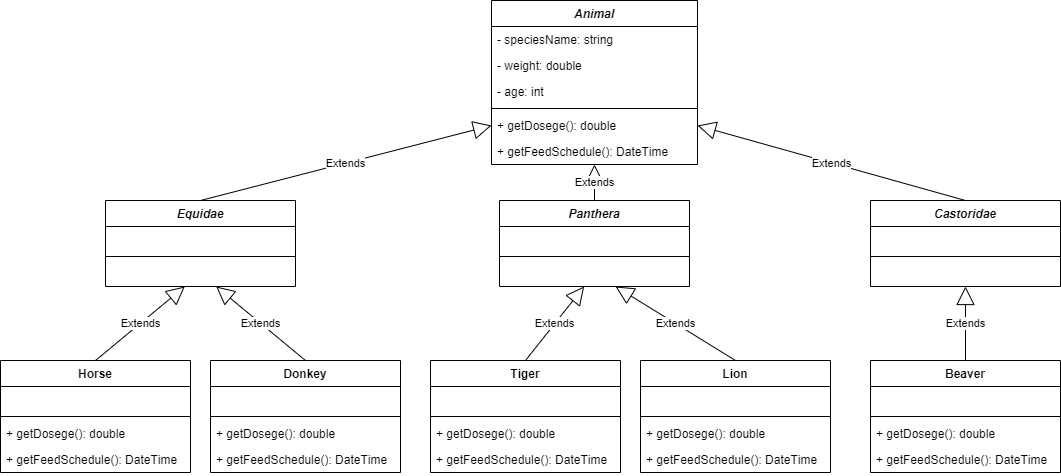 Animal
- speciesName: string
- weight: double
- age: int
+ getDosege(): double
+ getFeedSchedule(): DateTime
Extends
Extends
Extends
Equidae
Panthera
Castoridae
Extends
Extends
Extends
Extends
Extends
Horse
+ getDosege(): double
+ getFeedSchedule(): DateTime
Donkey
+ getDosege(): double
+ getFeedSchedule(): DateTime
Tiger
+ getDosege(): double
+ getFeedSchedule(): DateTime
Lion
+ getDosege(): double
+ getFeedSchedule(): DateTime
Beaver
+ getDosege(): double
+ getFeedSchedule(): DateTime